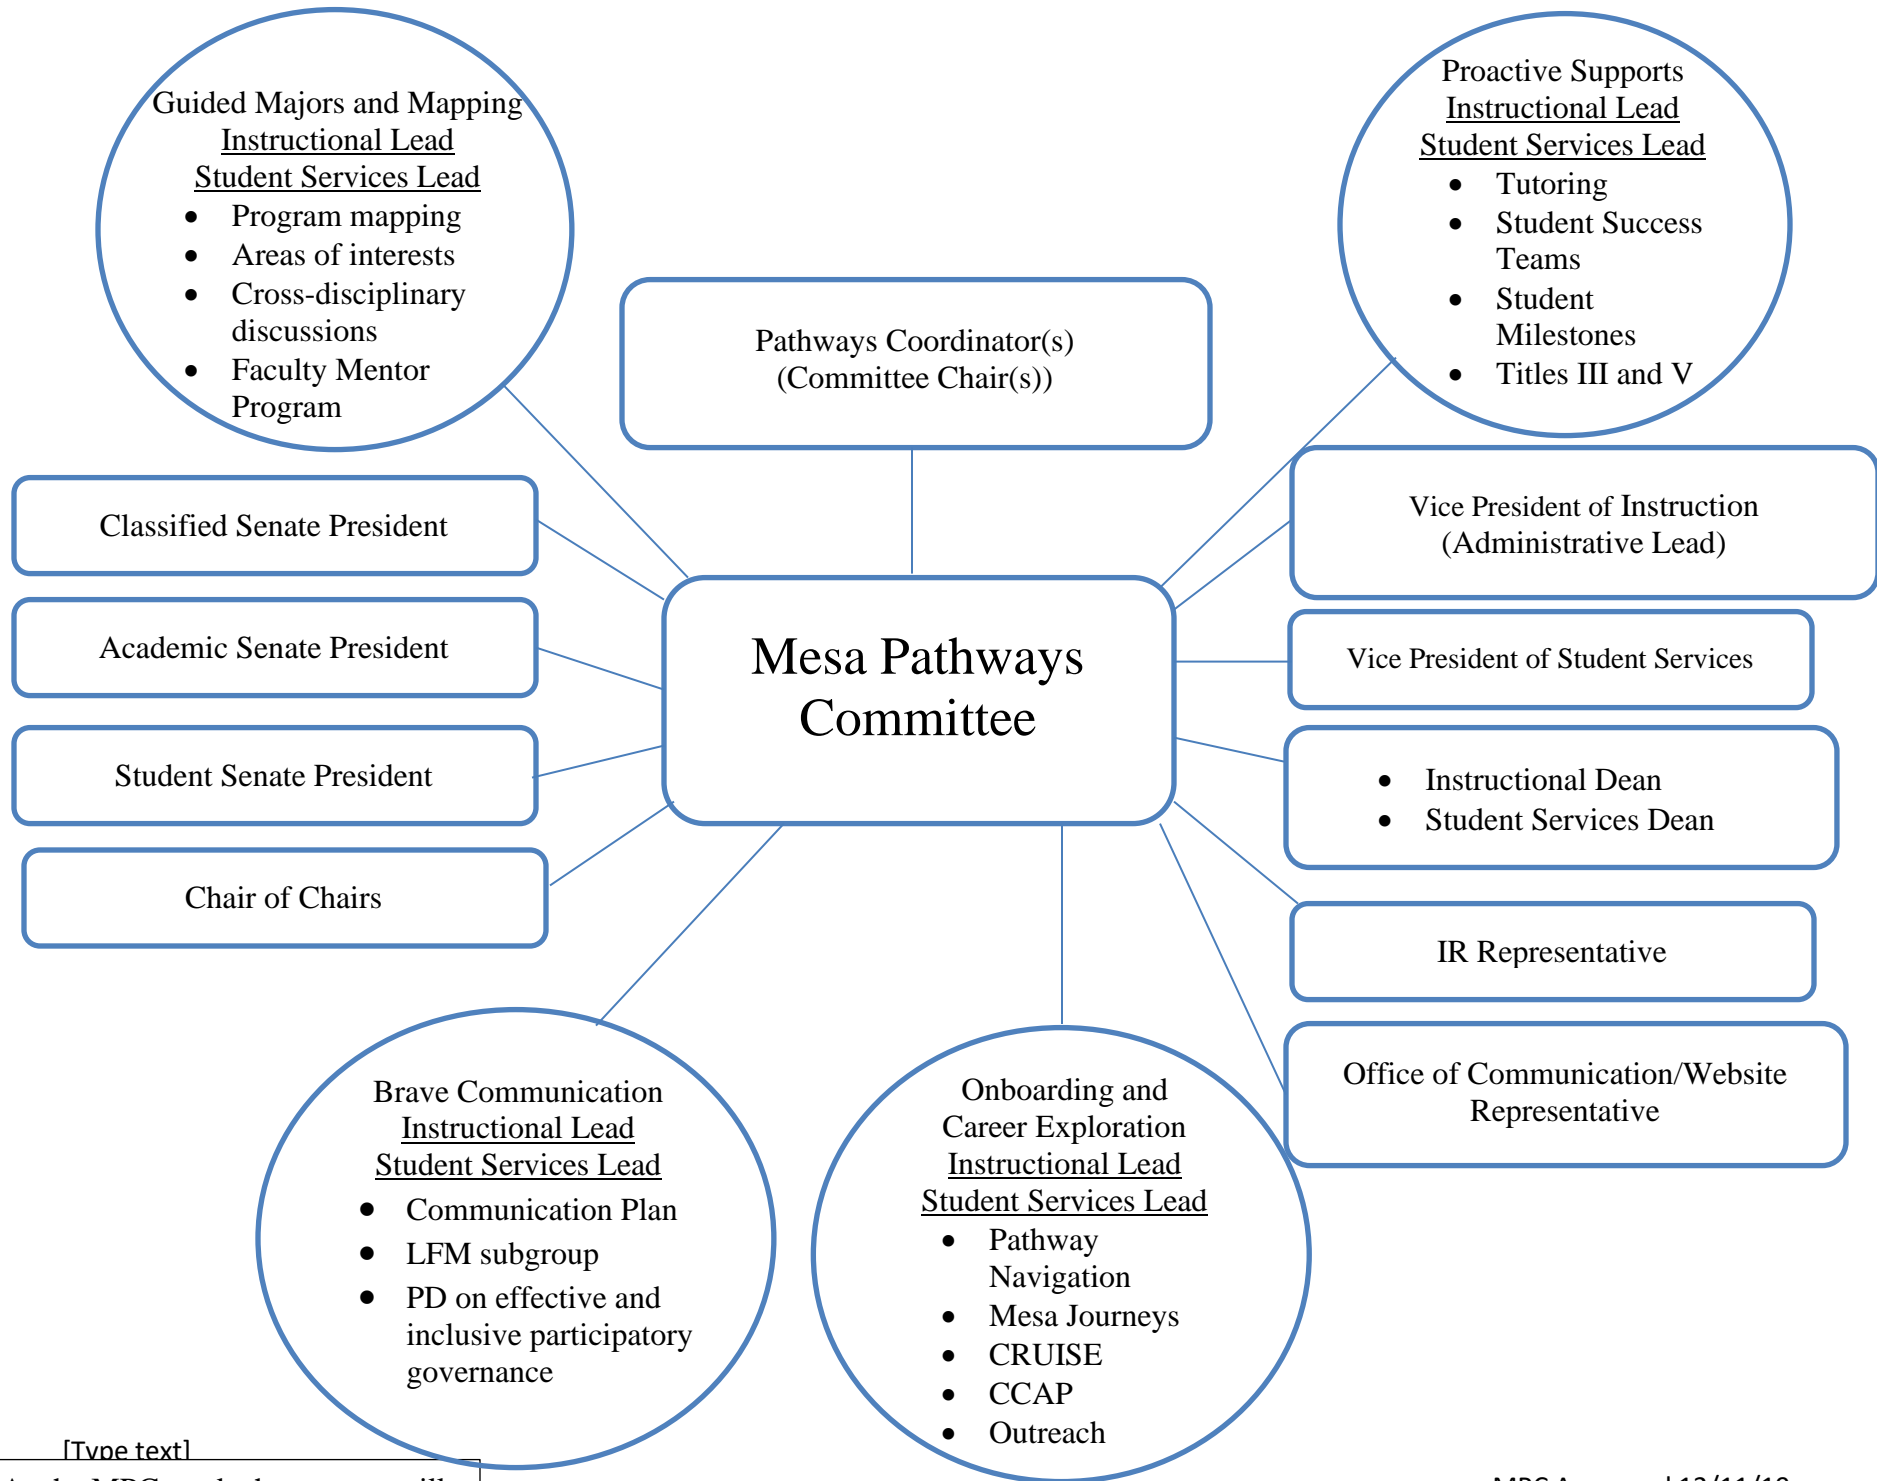 Guided Majors and Mapping
Instructional Lead
Student Services Lead
• Program mapping
• Areas of interests
• Cross-disciplinary
discussions
• Faculty Mentor
Program
Proactive Supports
Instructional Lead
Student Services Lead
• Tutoring
• Student Success
Teams
• Student
Milestones
• Titles III and V
Pathways Coordinator(s)
(Committee Chair(s))
Classified Senate President
Academic Senate President
Student Senate President
Chair of Chairs
Mesa Pathways
Committee
Vice President of Instruction
(Administrative Lead)
Vice President of Student Services
• Instructional Dean
• Student Services Dean
IR Representative
Office of Communication/Website
Representative
Brave Communication
Instructional Lead
Student Services Lead
• Communication Plan
• LFM subgroup
• PD on effective and
inclusive participatory
governance
Onboarding and
Career Exploration
Instructional Lead
Student Services Lead
• Pathway
Navigation
• Mesa Journeys
• CRUISE
• CCAP
• Outreach
[Type text]